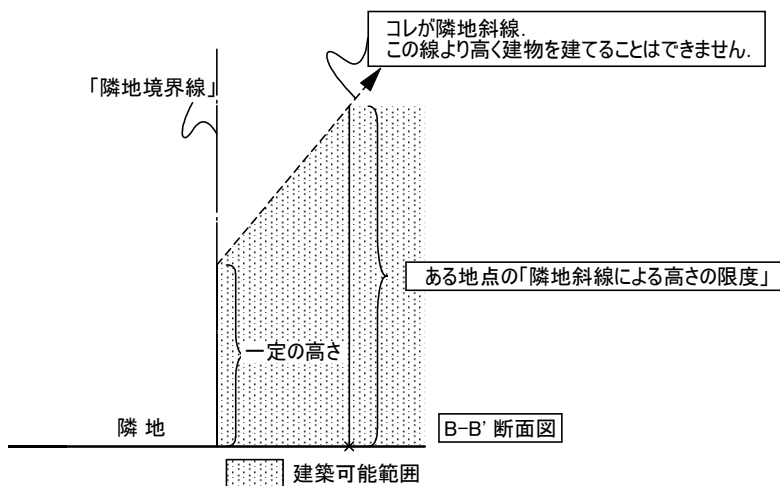 コレが隣地斜線.
この線より高く建物を建てることはできません.
「隣地境界線」
ある地点の「隣地斜線による高さの限度」
一定の高さ
隣 地
B-B' 断面図
建築可能範囲